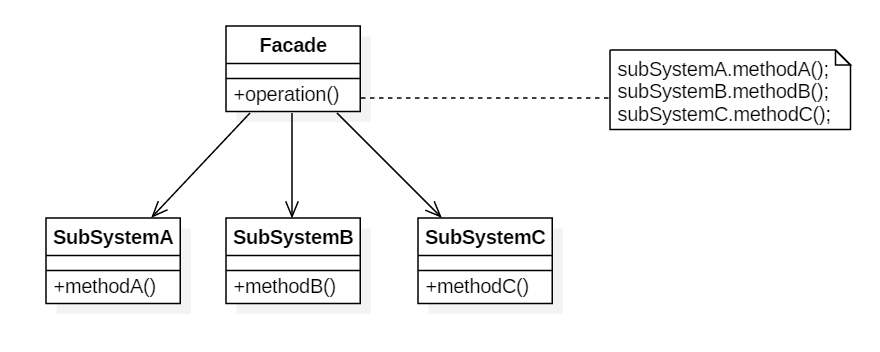 Facade
+operation()
subSystemA.methodA();
subSystemB.methodB();
subSystemC.methodC();
SubSystemA
+methodA()
SubSystemB
+methodB()
SubSystemC
+methodC()